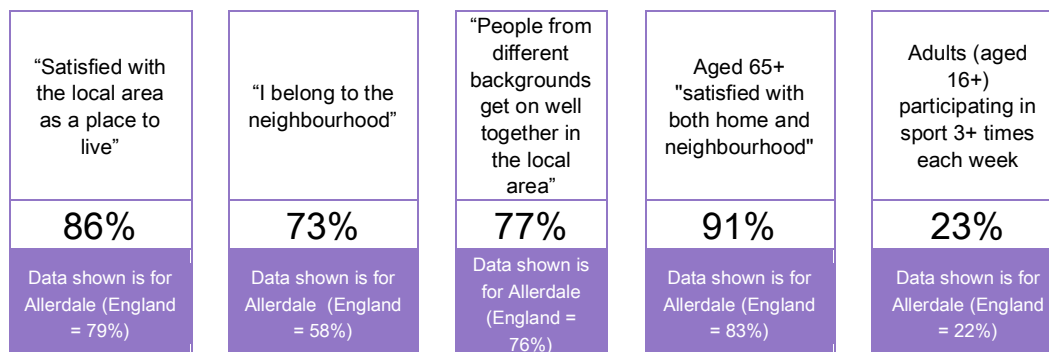 “Satisfied with
the local area
as a place to
live”
86%
Data shown is for
Allerdale (England
= 79%)
“I belong to the
neighbourhood”
73%
Data shown is for
Allerdale  (England
= 58%)
“People from
different
backgrounds
get on well
together in
the local
area”
77%
Data shown is
for Allerdale
(England =
76%)
Aged 65+
"satisfied with
both home and
neighbourhood"
91%
Data shown is for
Allerdale (England
= 83%)
Adults (aged
16+)
participating in
sport 3+ times
each week
23%
Data shown is for
Allerdale (England
= 22%)